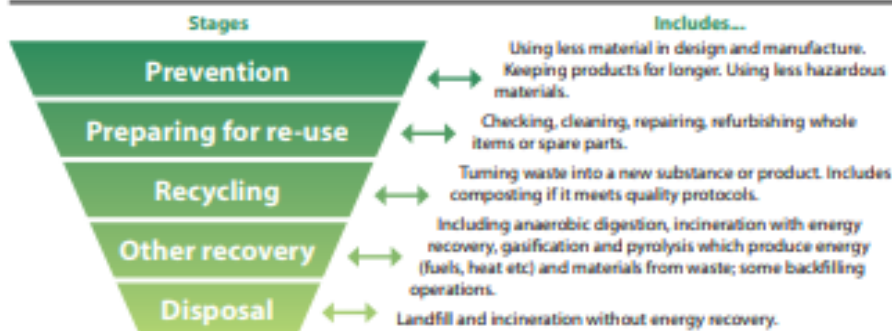 Stages
Includes...
Prevention
Using less material in design and manufacture.
Keeping products for longer. Using less hazardous
materials.
Preparing for re-use
Checking, cleaning, repairing, refurbishing whole
items or spare parts.
Recycling
Turning waste into a new substance or product. Includes
composting if it meets quality protocols.
Other recovery
Including anaerobic digestion, incineration with energy
recovery, gasification and pyrolysis which produce energy
(fuels, heat etc) and materials from waste; some backfilling
operations.
Disposal
Landfill and incineration without energy recovery.